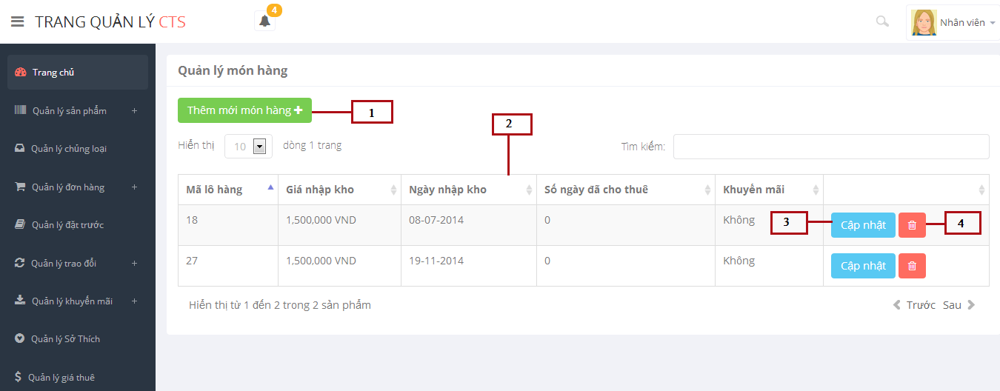 TRANG QUẢN LÝ CTS
4
Nhân viên
Trang chủ
Quản lý sản phẩm +
Quản lý chủng loại
Quản lý đơn hàng +
Quản lý đặt trước
Quản lý trao đổi +
Quản lý khuyến mãi +
Quản lý Sở Thích
Quản lý giá thuê
Quản lý món hàng
Thêm mới món hàng
1
2
Hiển thị 10 dòng 1 trang
Tìm kiếm:
Mã lô hàng Giá nhập kho Ngày nhập kho Số ngày đã cho thuê Khuyến mãi
18 1,500,000 VND 08-07-2014 0 Không 3 Cập nhật 4
27 1,500,000 VND 19-11-2014 0 Không Cập nhật
Hiển thị từ 1 đến 2 trong 2 sản phẩm
Trước Sau